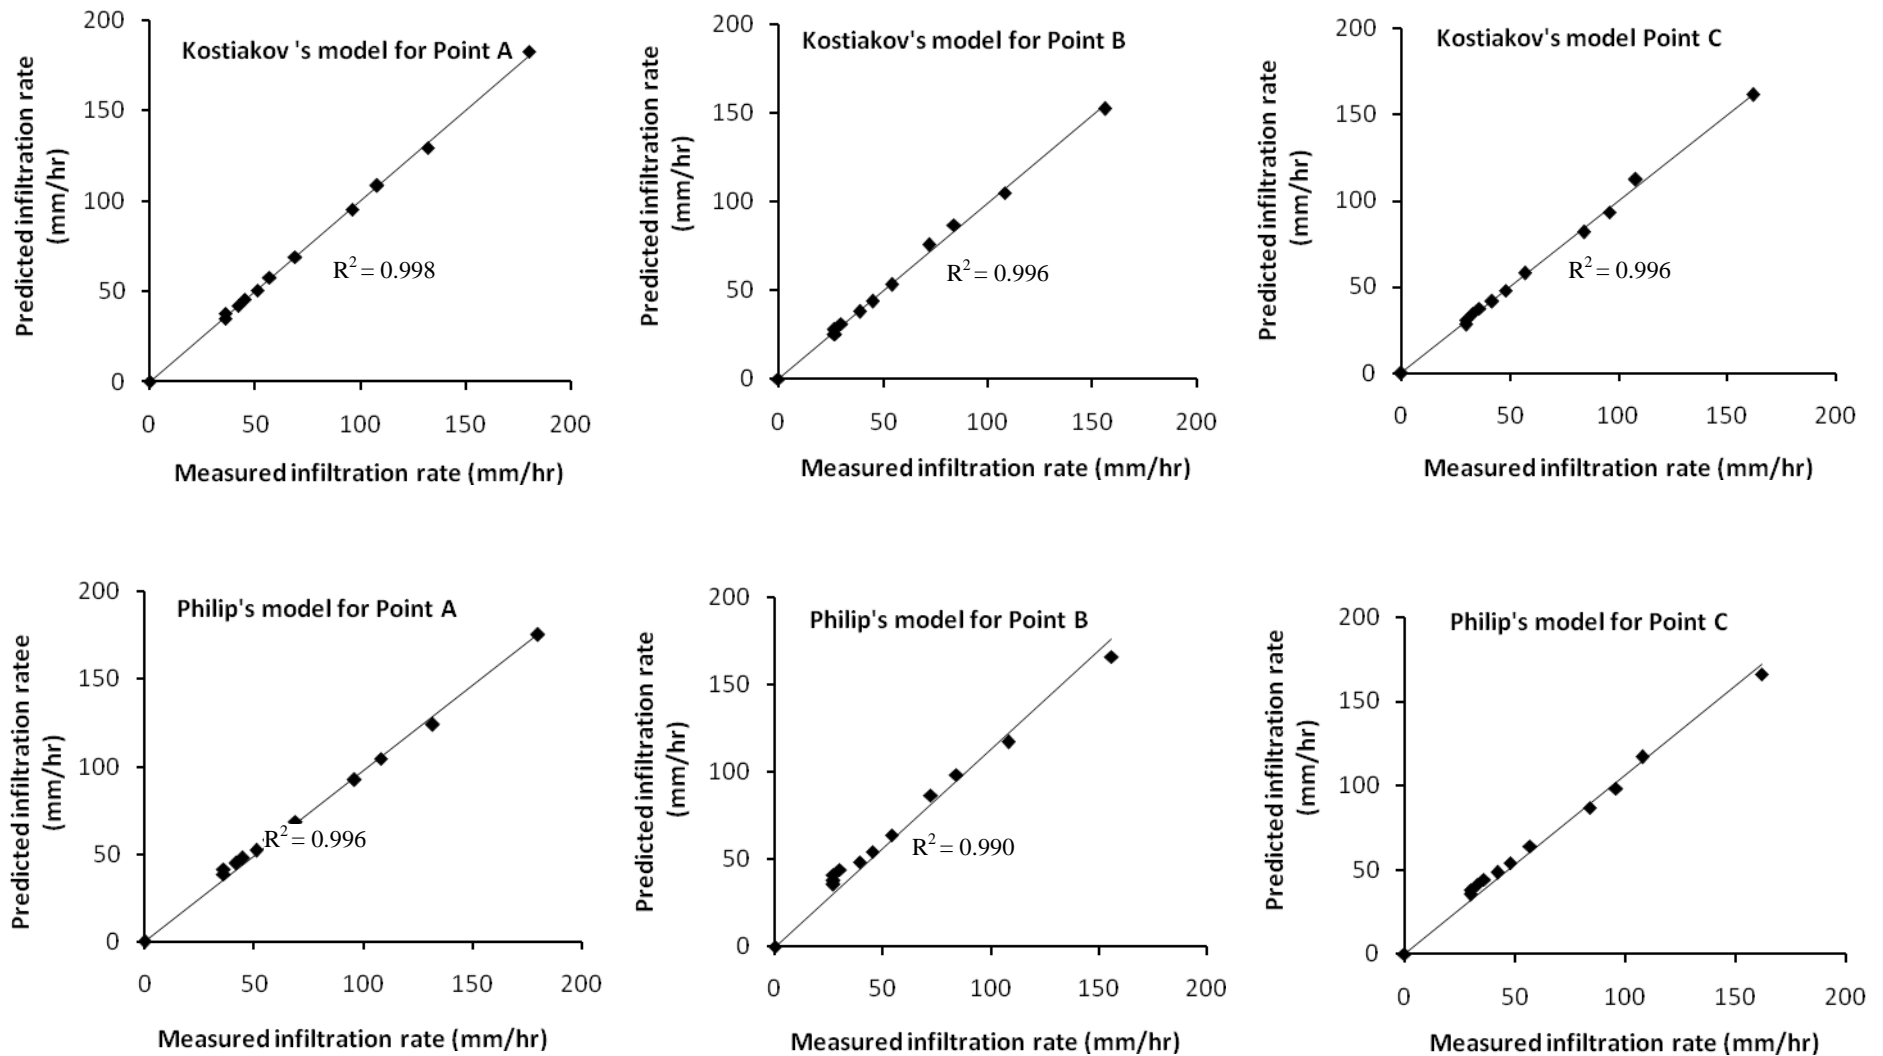 Kostiakov 's model for Point A
Predicted infiltration rate
(mm/hr)
200
150
100
50
0
R² = 0.998
0 50 100 150 200
Measured infiltration rate (mm/hr)
Kostiakov's model for Point B
Predicted infiltration rate
(mm/hr)
200
150
100
50
0
R² = 0.996
0 50 100 150 200
Measured infiltration rate (mm/hr)
Kostiakov's model Point C
Predicted infiltration rate
(mm/hr)
200
150
100
50
0
R² = 0.996
0 50 100 150 200
Measured infiltration rate (mm/hr)
Philip's model for Point A
Predicted infiltration ratee
(mm/hr)
200
150
100
50
0
R² = 0.996
0 50 100 150 200
Measured infiltration rate (mm/hr)
Philip's model for Point B
Predicted infiltration rate
(mm/hr)
200
150
100
50
0
R² = 0.990
0 50 100 150 200
Measured infiltration rate (mm/hr)
Philip's model for Point C
Predicted infiltration rate
(mm/hr)
200
150
100
50
0
0 50 100 150 200
Measured infiltration rate (mm/hr)